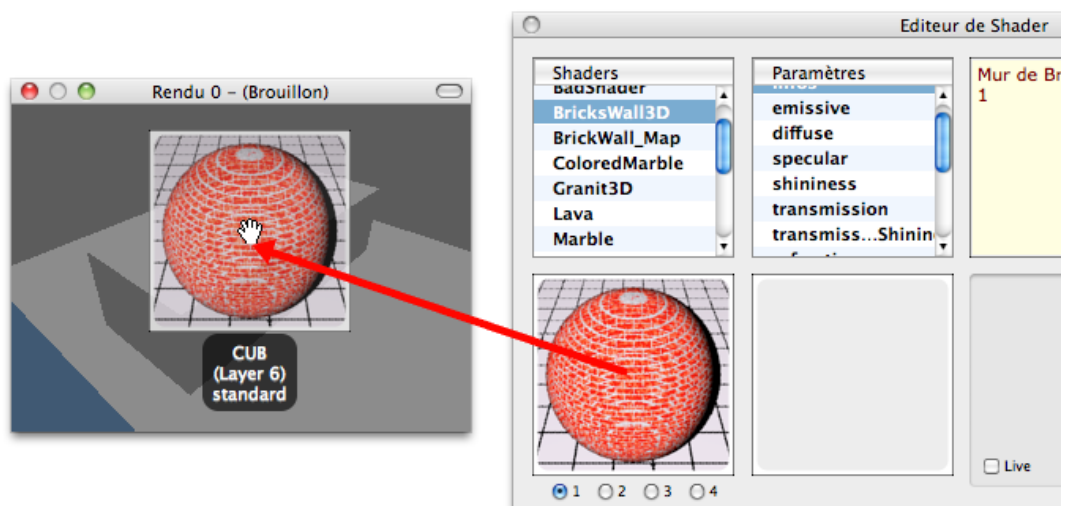 Editeur de Shader
Rendu 0 – (Brouillon)
Shaders
BadShader
BricksWall3D
BrickWall_Map
ColoredMarble
Granit3D
Lava
Marble
Paramètres
infos
emissive
diffuse
specular
shininess
transmission
transmiss...Shinin
Mur de Br
1
CUB
(Layer 6)
standard
Live
1 2 3 4